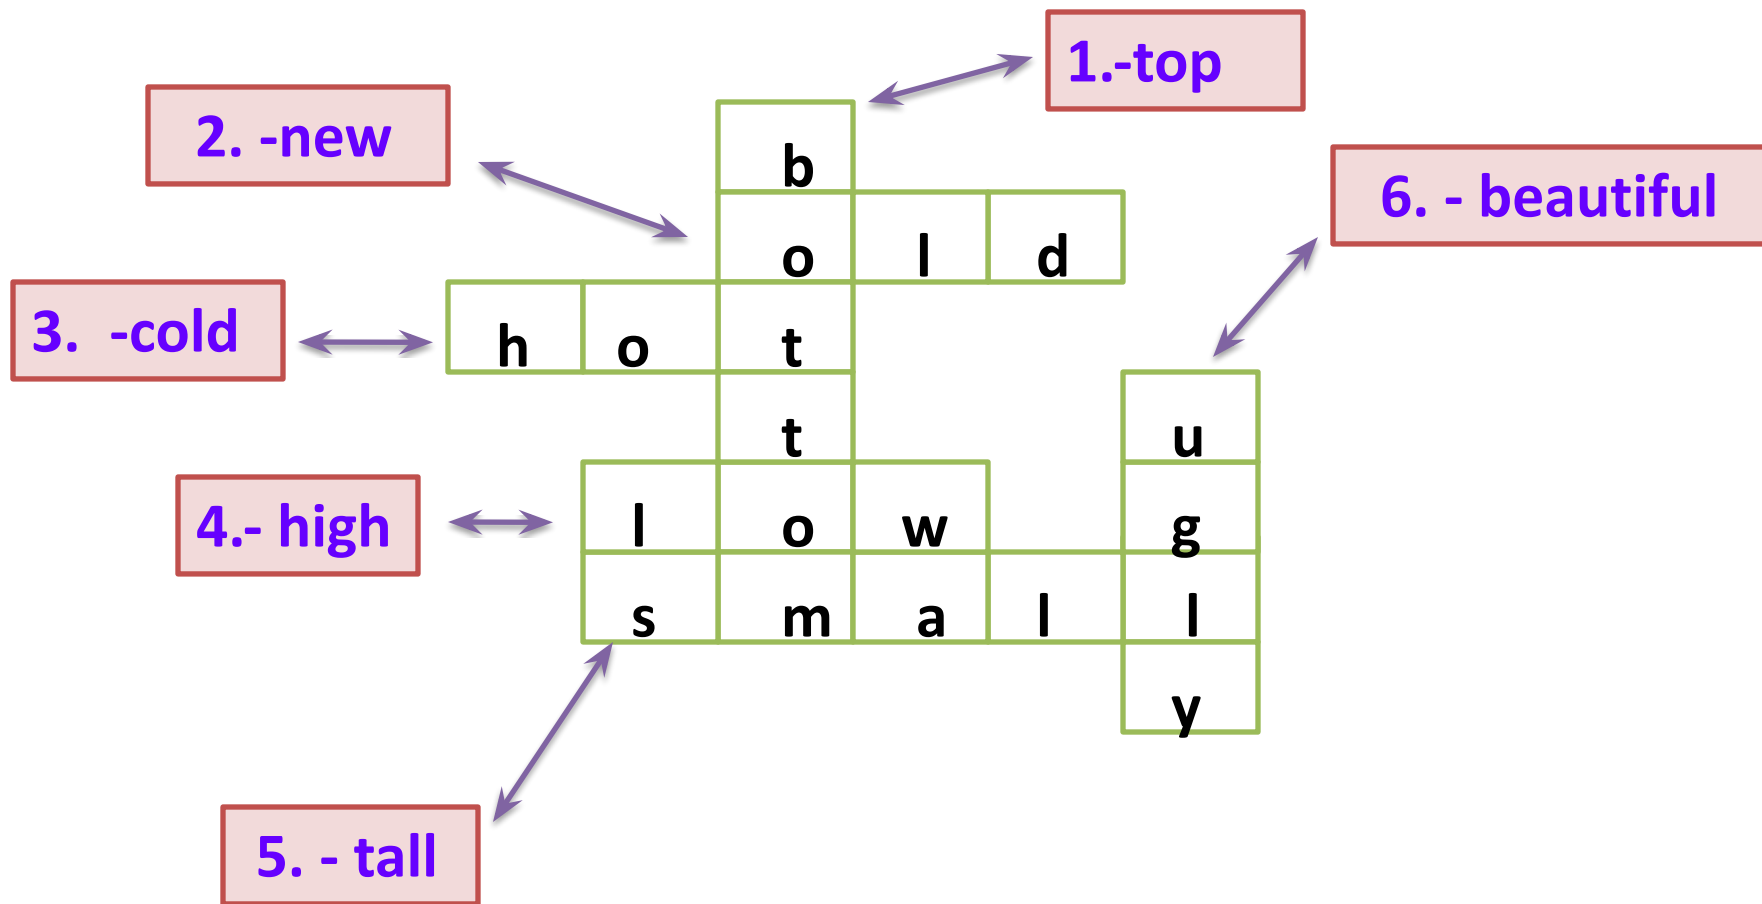 1.-top
2. -new
b
6. - beautiful
o l d
3. -cold
h o t
t u
4.- high
l o w g
s m a l l
y
5. - tall